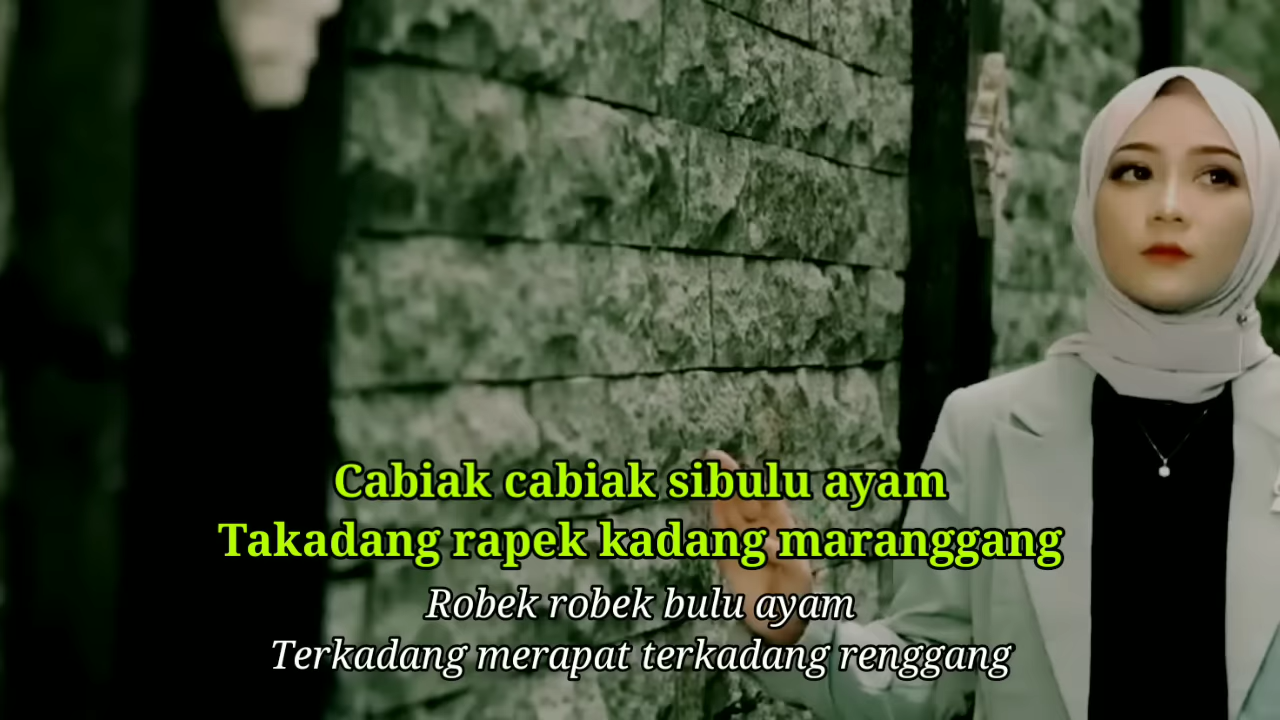 Cabiak cabiak sibulu ayam
Takadang rapek kadang maranggang
Robek robek bulu ayam
Terkadang merapat terkadang renggang